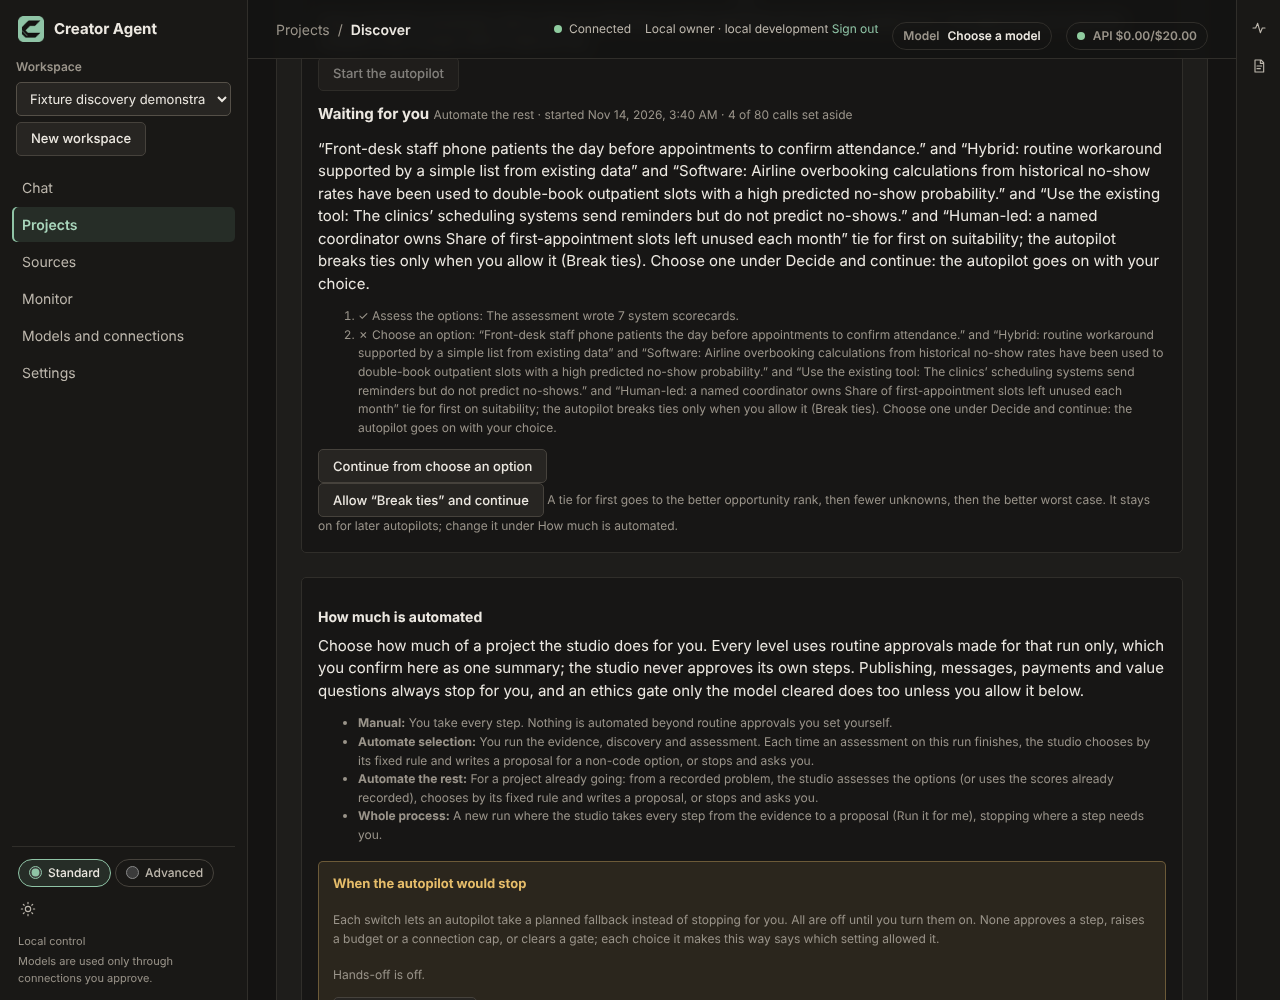 Creator Agent
Workspace
Fixture discovery demonstra
New workspace
Chat
Projects
Sources
Monitor
Models and connections
Settings
Standard
Advanced
Local control
Models are used only through
connections you approve.
Projects / Discover
Connected
Local owner · local development Sign out
Model Choose a model
API $0.00/$20.00
Start the autopilot
Waiting for you Automate the rest · started Nov 14, 2026, 3:40 AM · 4 of 80 calls set aside
“Front-desk staff phone patients the day before appointments to confirm attendance.” and “Hybrid: routine workaround
supported by a simple list from existing data” and “Software: Airline overbooking calculations from historical no-show
rates have been used to double-book outpatient slots with a high predicted no-show probability.” and “Use the existing
tool: The clinics’ scheduling systems send reminders but do not predict no-shows.” and “Human-led: a named
coordinator owns Share of first-appointment slots left unused each month” tie for first on suitability; the autopilot
breaks ties only when you allow it (Break ties). Choose one under Decide and continue: the autopilot goes on with your
choice.
1. ✓ Assess the options: The assessment wrote 7 system scorecards.
2. × Choose an option: “Front-desk staff phone patients the day before appointments to confirm attendance.” and “Hybrid: routine workaround
supported by a simple list from existing data” and “Software: Airline overbooking calculations from historical no-show rates have been used to
double-book outpatient slots with a high predicted no-show probability.” and “Use the existing tool: The clinics’ scheduling systems send
reminders but do not predict no-shows.” and “Human-led: a named coordinator owns Share of first-appointment slots left unused each
month” tie for first on suitability; the autopilot breaks ties only when you allow it (Break ties). Choose one under Decide and continue: the
autopilot goes on with your choice.
Continue from choose an option
Allow “Break ties” and continue A tie for first goes to the better opportunity rank, then fewer unknowns, then the better worst case. It stays
on for later autopilots; change it under How much is automated.
How much is automated
Choose how much of a project the studio does for you. Every level uses routine approvals made for that run only, which
you confirm here as one summary; the studio never approves its own steps. Publishing, messages, payments and value
questions always stop for you, and an ethics gate only the model cleared does too unless you allow it below.
• Manual: You take every step. Nothing is automated beyond routine approvals you set yourself.
• Automate selection: You run the evidence, discovery and assessment. Each time an assessment on this run finishes, the studio chooses by
its fixed rule and writes a proposal for a non-code option, or stops and asks you.
• Automate the rest: For a project already going: from a recorded problem, the studio assesses the options (or uses the scores already
recorded), chooses by its fixed rule and writes a proposal, or stops and asks you.
• Whole process: A new run where the studio takes every step from the evidence to a proposal (Run it for me), stopping where a step needs
you.
When the autopilot would stop
Each switch lets an autopilot take a planned fallback instead of stopping for you. All are off until you turn them on. None approves a step, raises
a budget or a connection cap, or clears a gate; each choice it makes this way says which setting allowed it.
Hands-off is off.